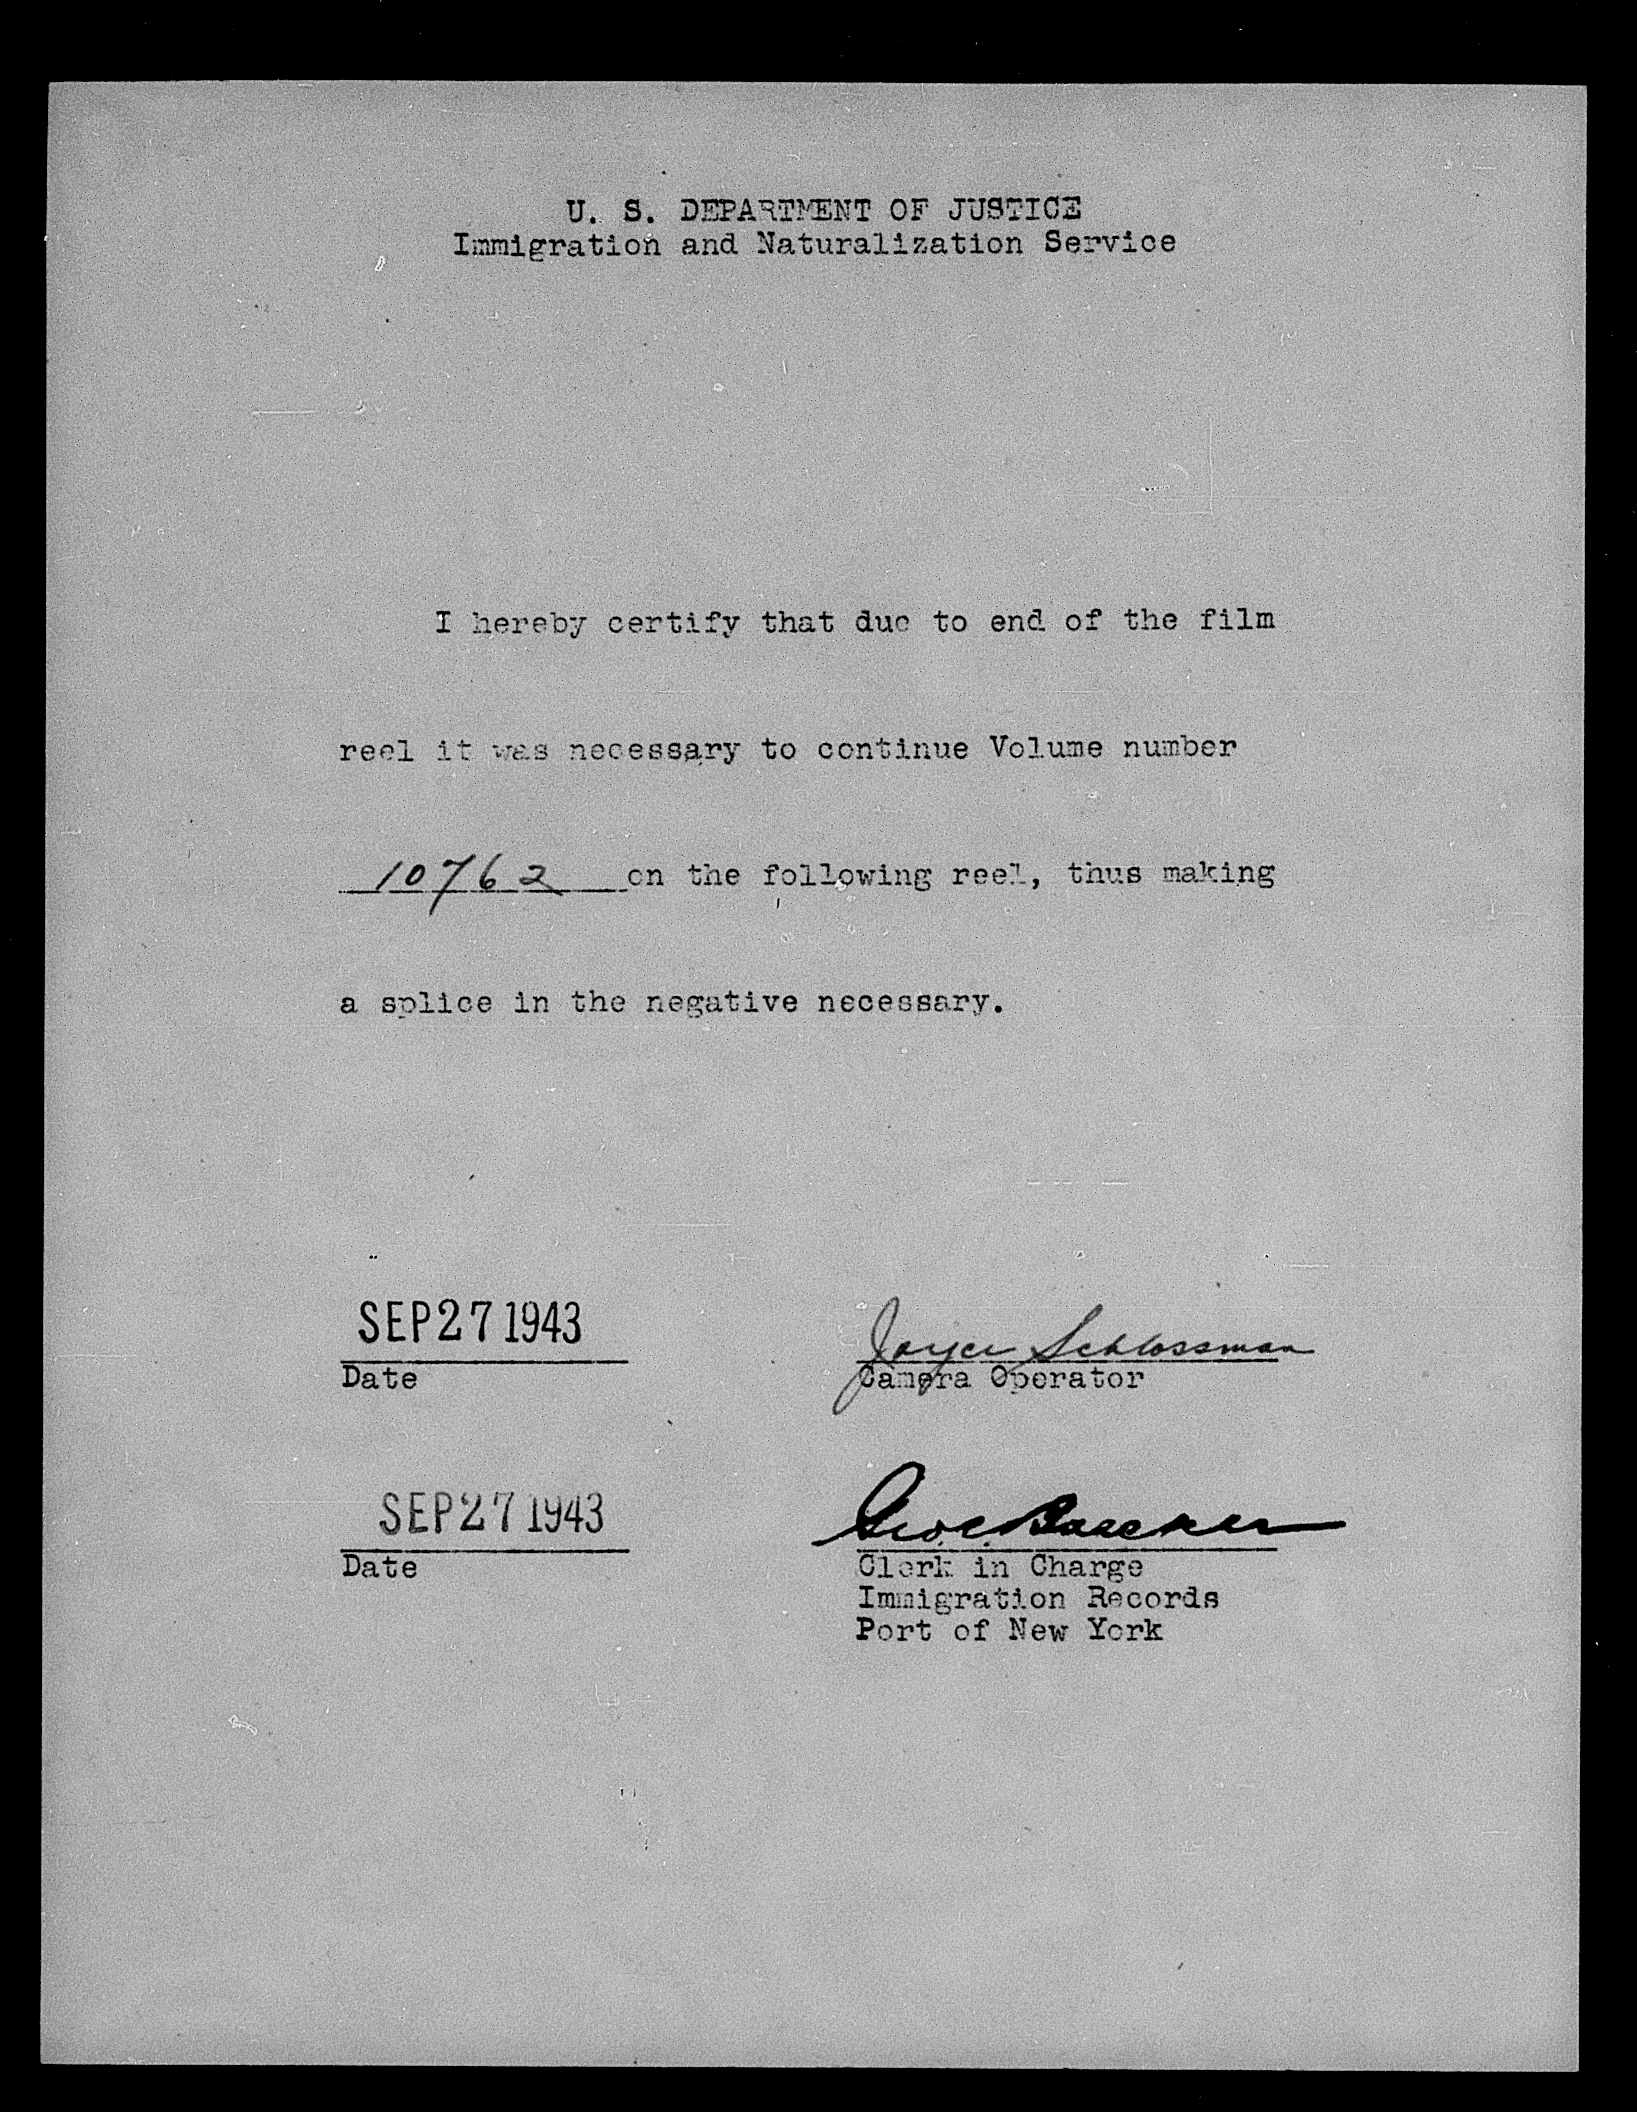 U. S. DEPARTMENT OF JUSTICE
Immigration and Naturalization Service
I hereby certify that due to end of the film
reel it was necessary to continue Volume number
10762 on the following reel, thus making
a splice in the negative necessary.
SEP 27 1943
Joyce Schlossman
Date
Camera Operator
SEP 27 1943
Geo. C. Baecker
Date
Clerk in Charge
Immigration Records
Port of New York